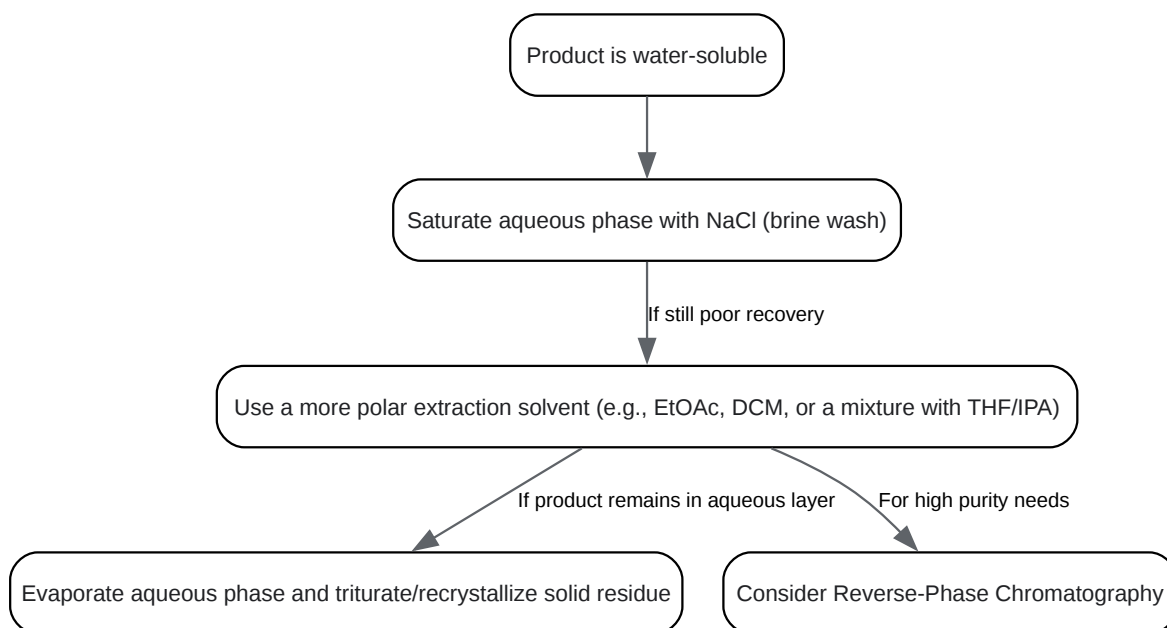 Product is water-soluble
Saturate aqueous phase with NaCl (brine wash)
If still poor recovery
Use a more polar extraction solvent (e.g., EtOAc, DCM, or a mixture with THF/IPA)
If product remains in aqueous layer
For high purity needs
Evaporate aqueous phase and triturate/recrystallize solid residue
Consider Reverse-Phase Chromatography